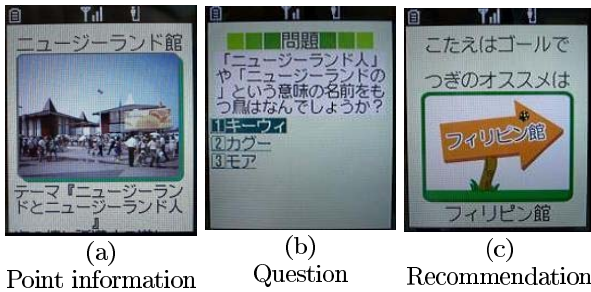 ニュージーランド館
テーマ『ニュージーラン
ドとニュージーランド人
』
(a)
Point information
問題
「ニュージーランド人」
や「ニュージーランドの
」という意味の名前をも
つ鳥はなんでしょうか？
1キーウィ
2カグー
3モア
(b)
Question
こたえはゴールで
つぎのオススメは
フィリピン館
フィリピン館
(c)
Recommendation